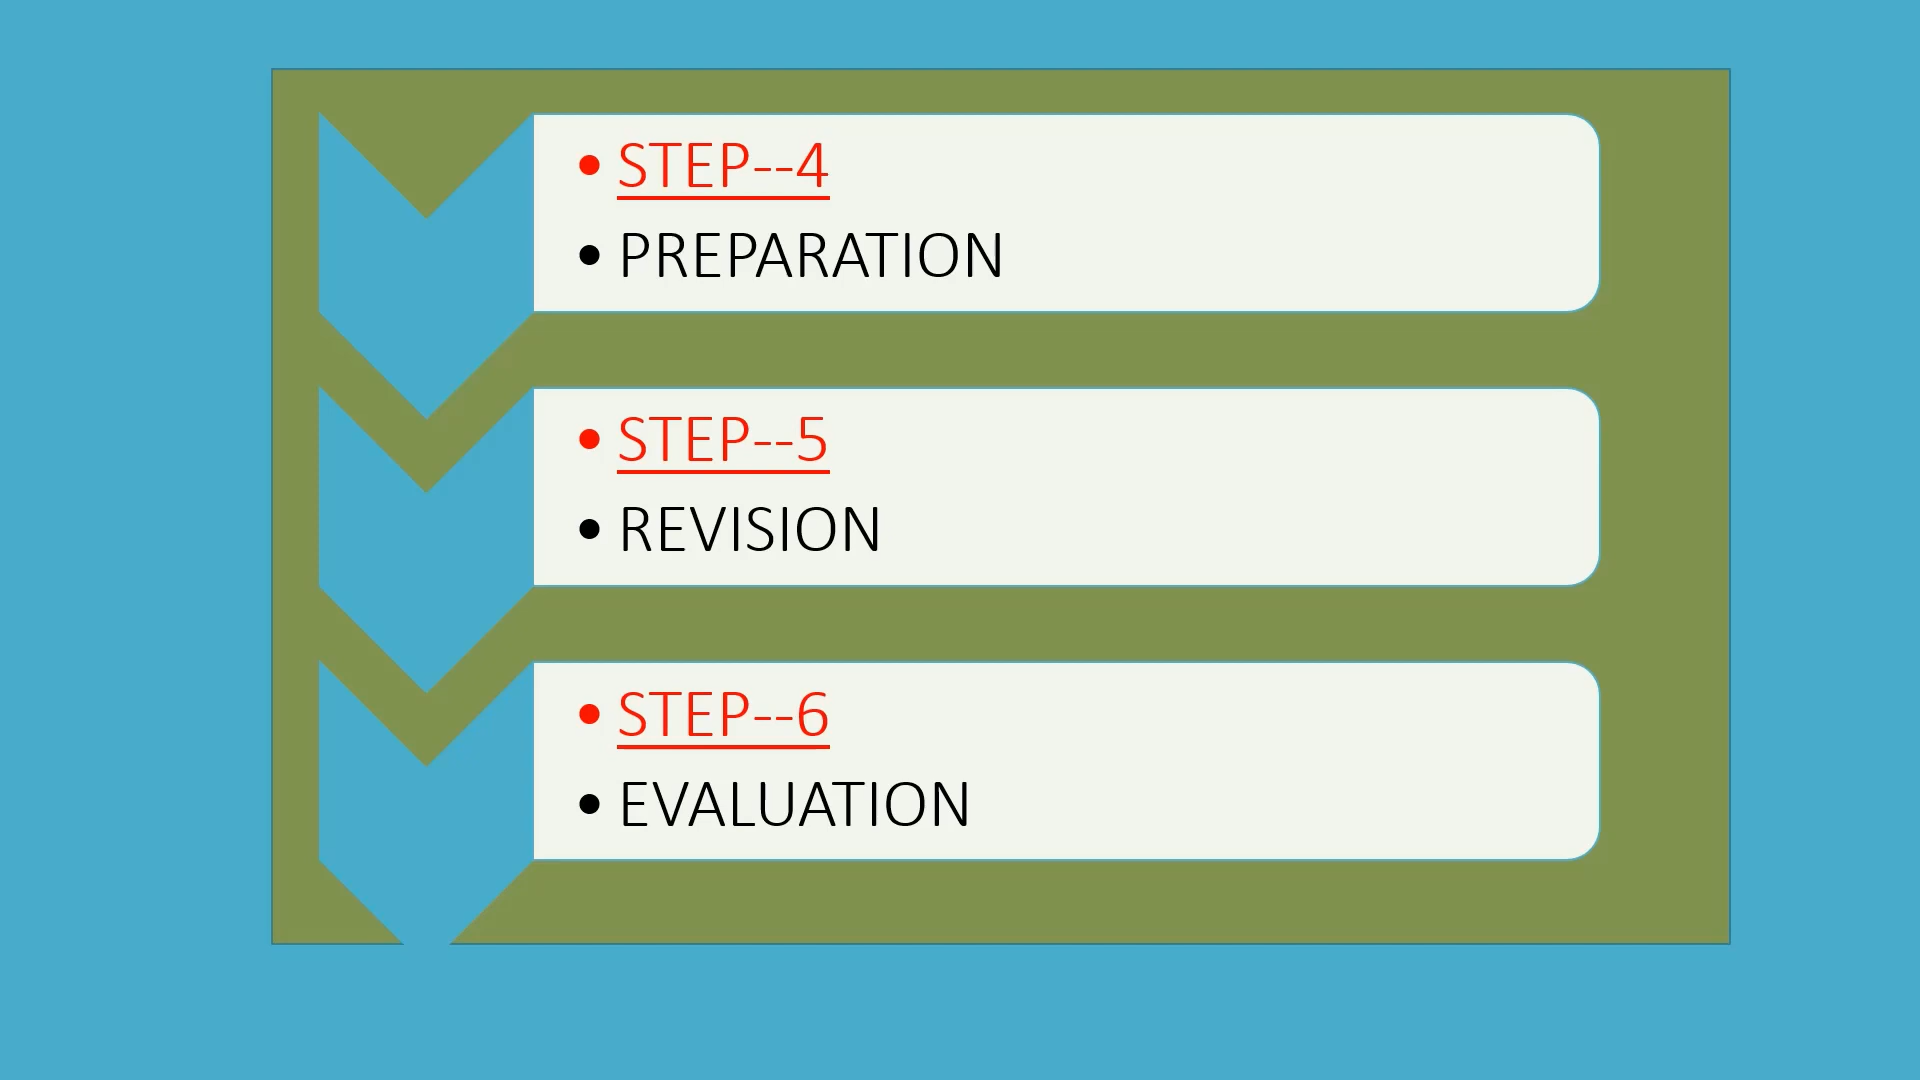 • STEP--4
• PREPARATION
• STEP--5
• REVISION
• STEP--6
• EVALUATION